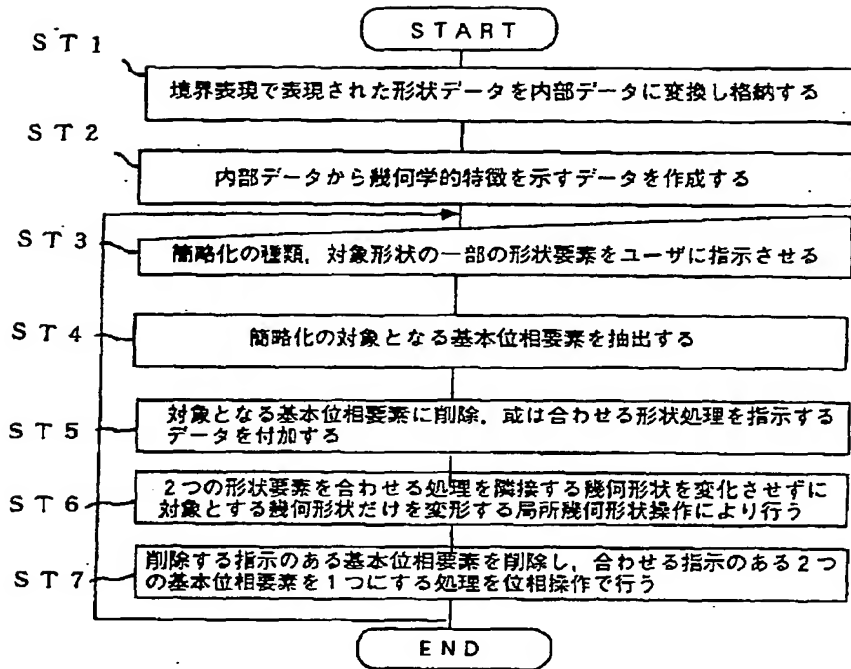 START
ST1
境界表現で表現された形状データを内部データに変換し格納する
ST2
内部データから幾何学的特徴を示すデータを作成する
ST3
簡略化の種類，対象形状の一部の形状要素をユーザに指示させる
ST4
簡略化の対象となる基本位相要素を抽出する
ST5
対象となる基本位相要素に削除，或は合わせる形状処理を指示する
データを付加する
ST6
2つの形状要素を合わせる処理を隣接する幾何形状を変化させずに
対象とする幾何形状だけを変形する局所幾何形状操作により行う
ST7
削除する指示のある基本位相要素を削除し，合わせる指示のある2つ
の基本位相要素を1つにする処理を位相操作で行う
END